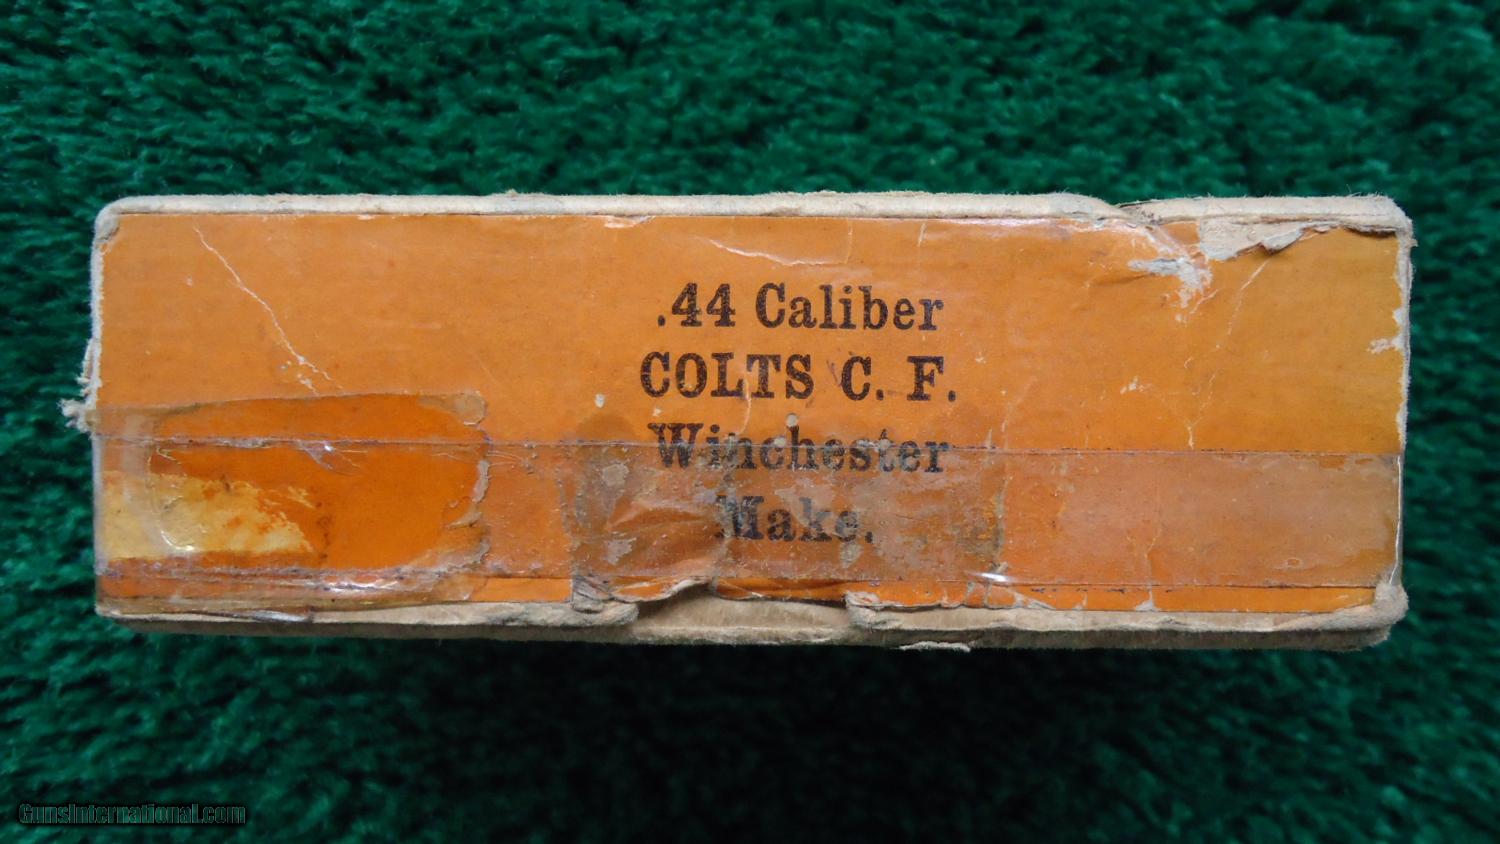 .44 Caliber
COLTS C. F.
Winchester
Make.
GunsInternational.com